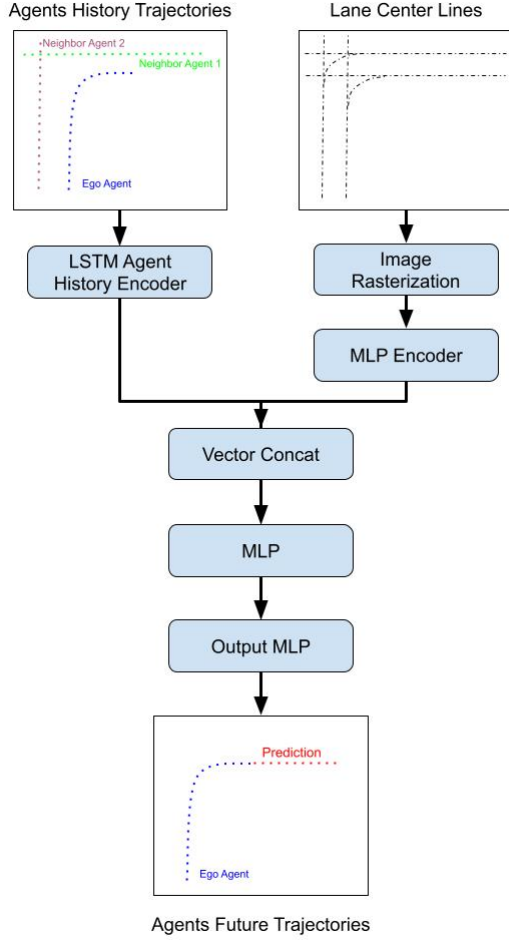 Agents History Trajectories
Lane Center Lines
Neighbor Agent 2
Neighbor Agent 1
Ego Agent
LSTM Agent
History Encoder
Image
Rasterization
MLP Encoder
Vector Concat
MLP
Output MLP
Prediction
Ego Agent
Agents Future Trajectories